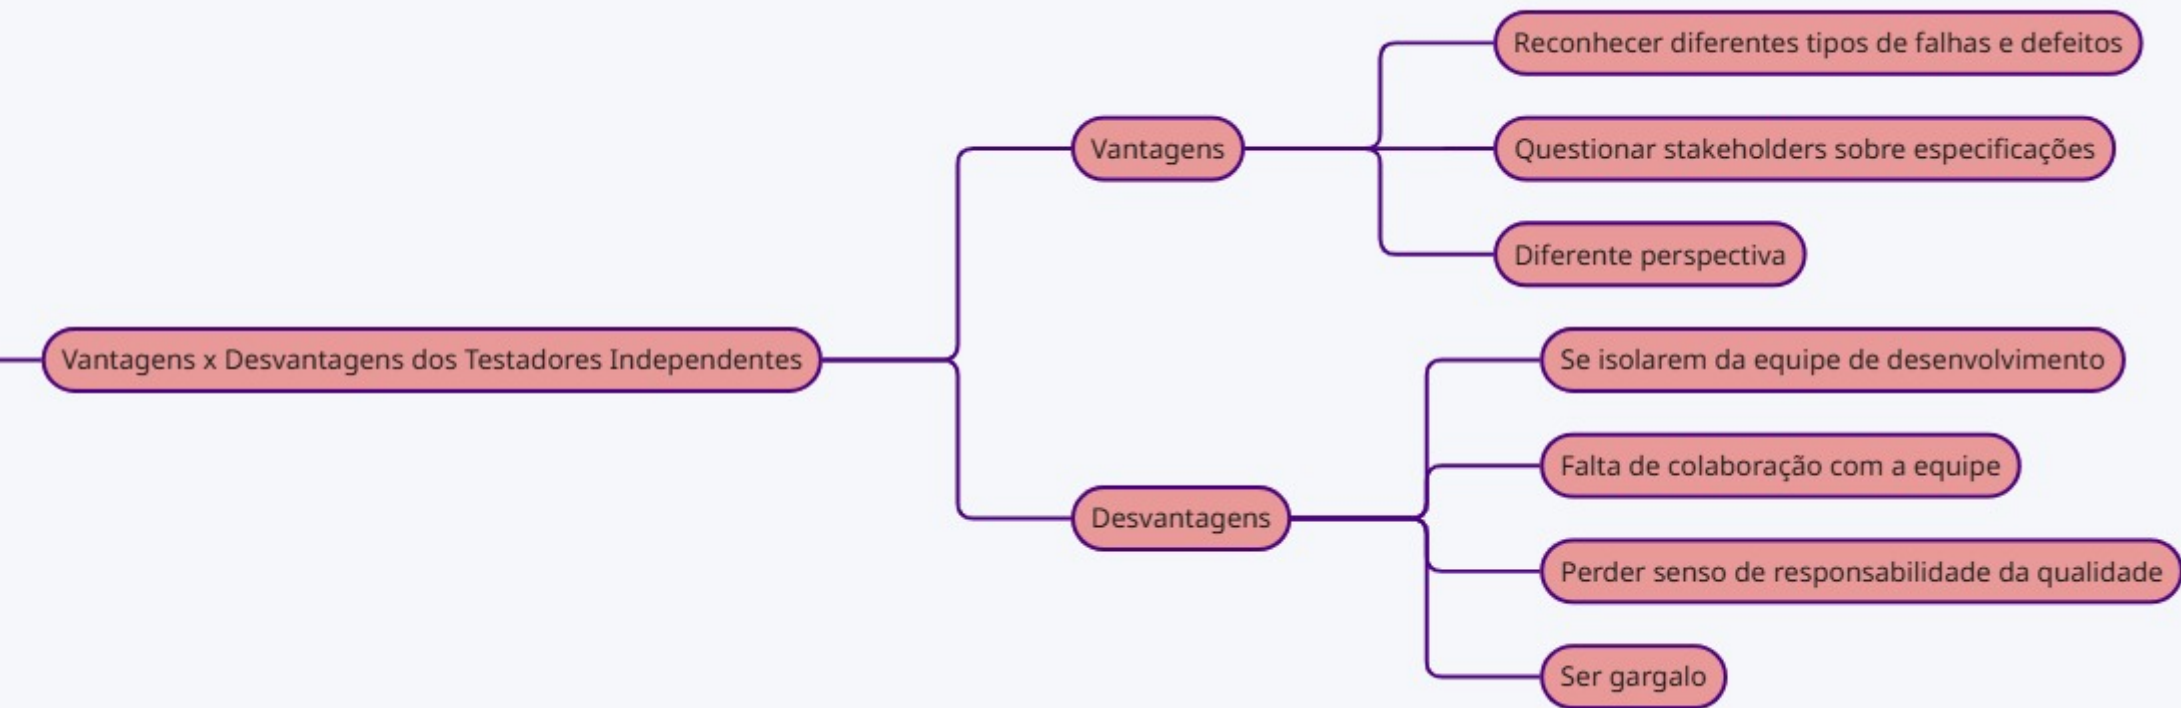 Vantagens x Desvantagens dos Testadores Independentes
Vantagens
Reconhecer diferentes tipos de falhas e defeitos
Questionar stakeholders sobre especificações
Diferente perspectiva
Desvantagens
Se isolarem da equipe de desenvolvimento
Falta de colaboração com a equipe
Perder senso de responsabilidade da qualidade
Ser gargalo